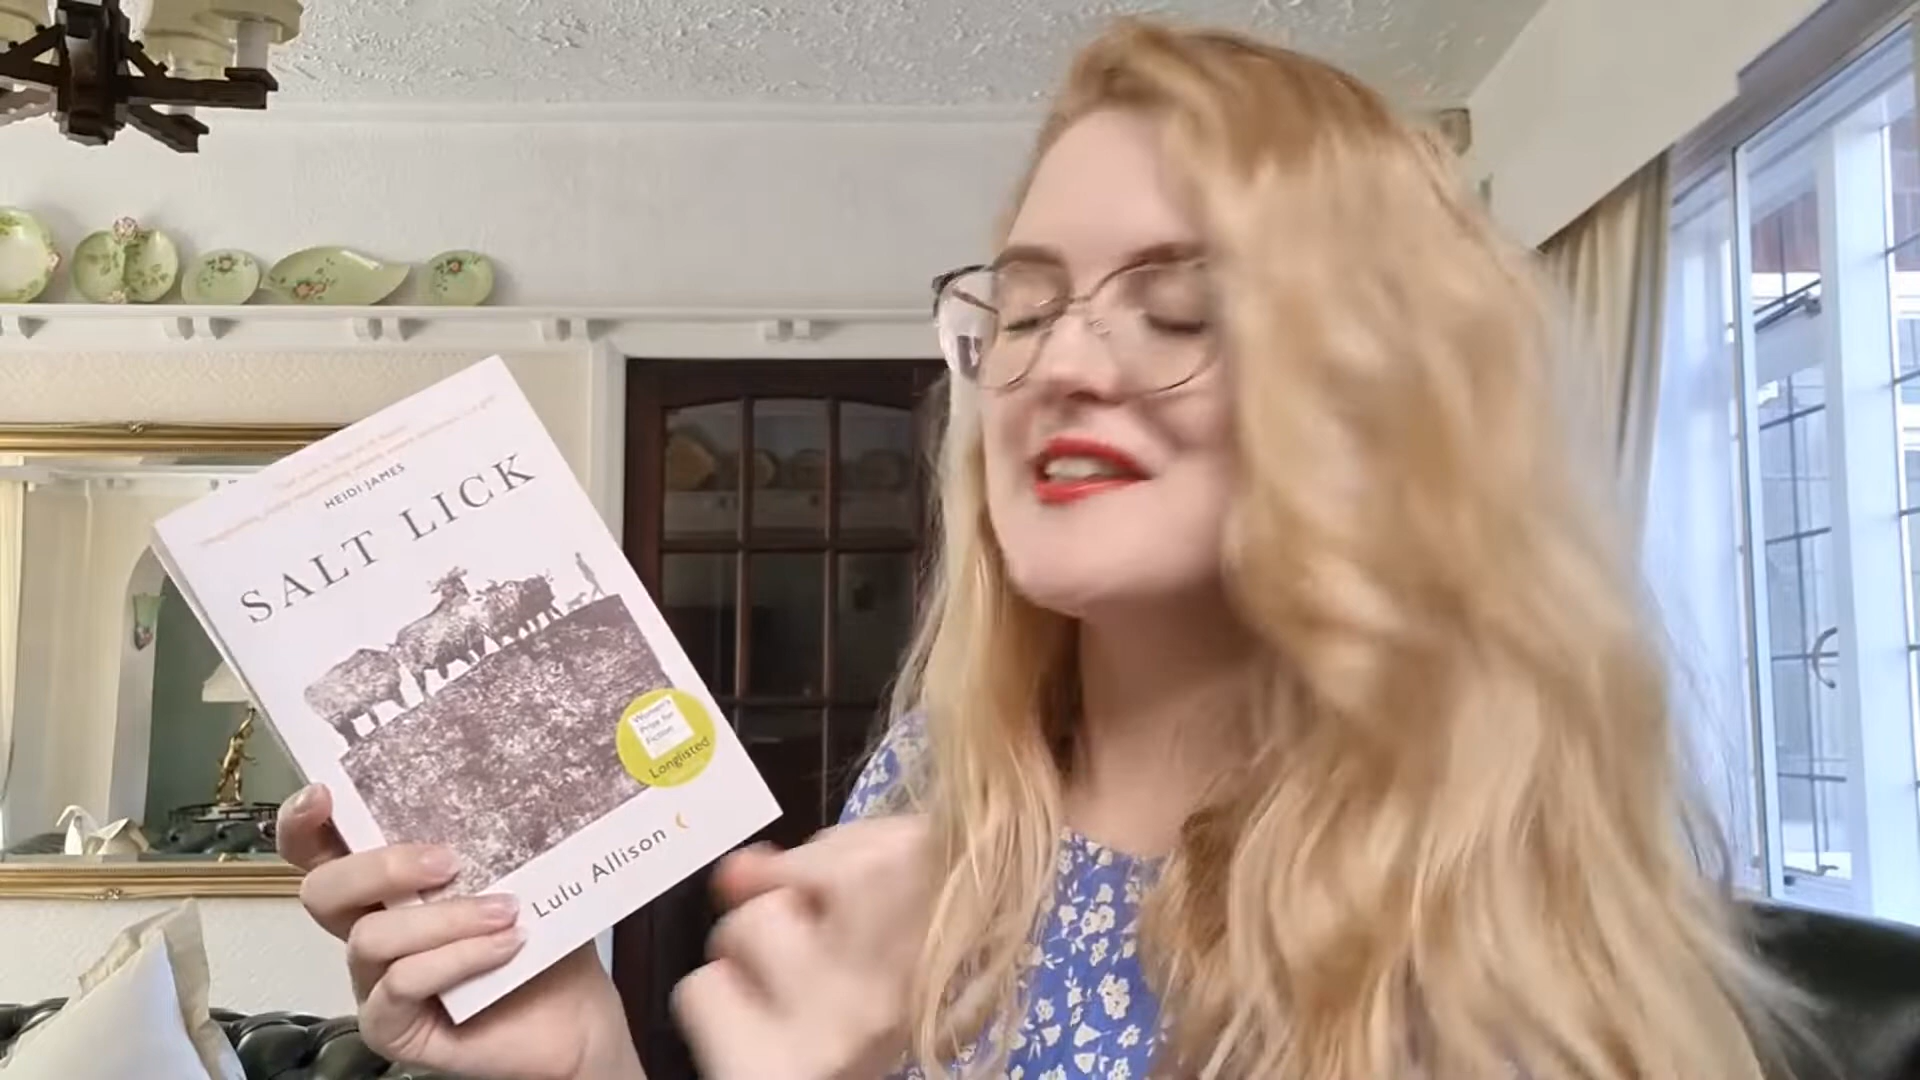 HEIDI JAMES
SALT LICK
Women's
Prize for
Fiction
Longlisted
Lulu Allison